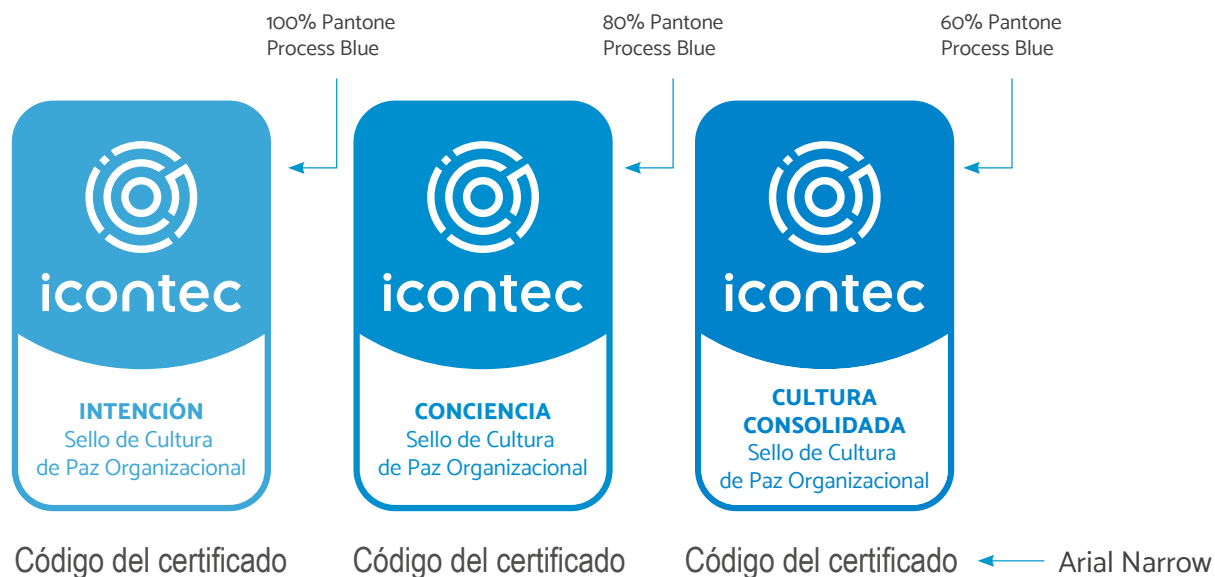 100% Pantone
Process Blue
80% Pantone
Process Blue
60% Pantone
Process Blue
icontec
INTENCIÓN
Sello de Cultura
de Paz Organizacional
icontec
CONCIENCIA
Sello de Cultura
de Paz Organizacional
icontec
CULTURA
CONSOLIDADA
Sello de Cultura
de Paz Organizacional
Código del certificado
Código del certificado
Código del certificado
Arial Narrow